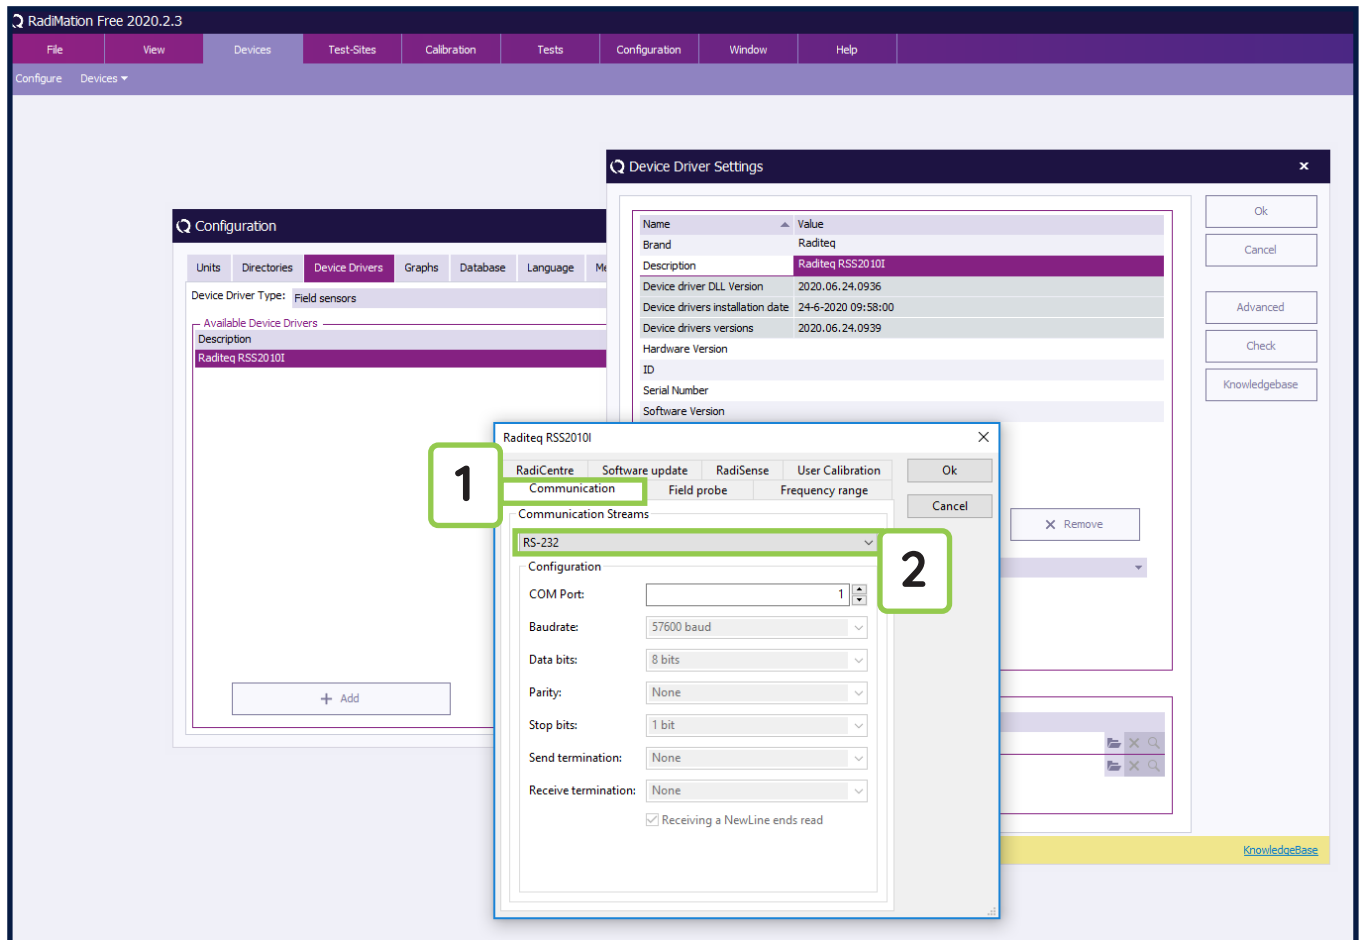 RadiMation Free 2020.2.3
File View Devices Test-Sites Calibration Tests Configuration Window Help
Configure Devices
Device Driver Settings
Name Value
Brand Raditeq
Description Raditeq RSS2010I
Device driver DLL Version 2020.06.24.0936
Device drivers installation date 24-6-2020 09:58:00
Device drivers versions 2020.06.24.0939
Hardware Version
ID
Serial Number
Software Version
Ok
Cancel
Advanced
Check
Knowledgebase
Remove
KnowledgeBase
Configuration
Units Directories Device Drivers Graphs Database Language Me
Device Driver Type: Field sensors
Available Device Drivers
Description
Raditeq RSS2010I
+ Add
Raditeq RSS2010I
RadiCentre Software update RadiSense User Calibration
Communication Field probe Frequency range
Ok
Cancel
1
Communication Streams
RS-232
2
Configuration
COM Port: 1
Baudrate: 57600 baud
Data bits: 8 bits
Parity: None
Stop bits: 1 bit
Send termination: None
Receive termination: None
Receiving a NewLine ends read